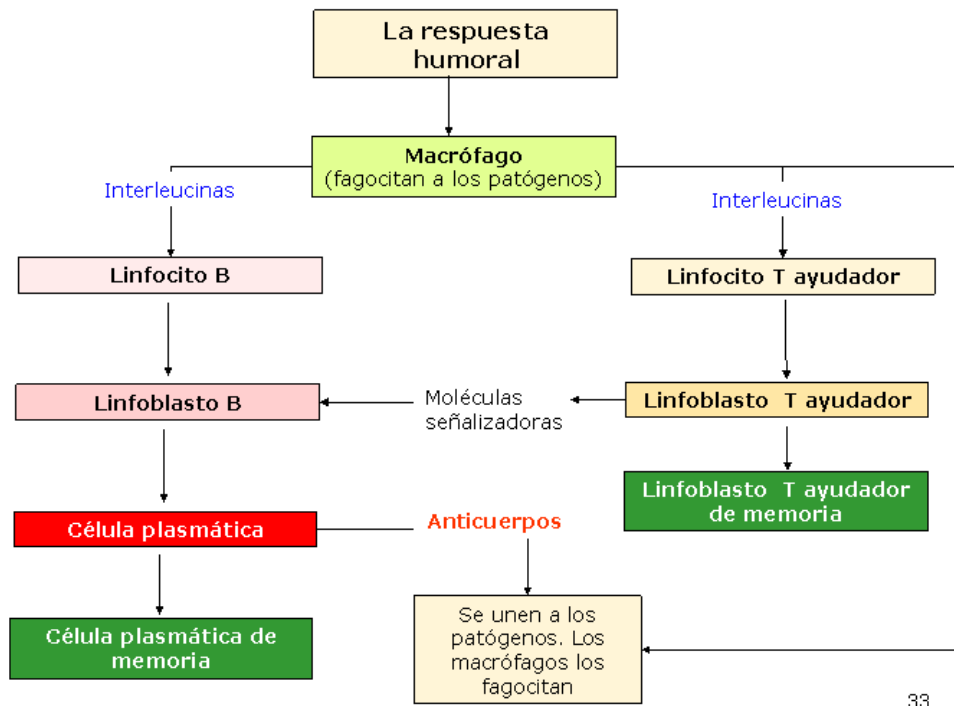 La respuesta
humoral
Macrófago
(fagocitan a los patógenos)
Interleucinas
Interleucinas
Linfocito B
Linfocito T ayudador
Linfoblasto B
Moléculas
señalizadoras
Linfoblasto T ayudador
Linfoblasto T ayudador
de memoria
Célula plasmática
Anticuerpos
Célula plasmática de
memoria
Se unen a los
patógenos. Los
macrófagos los
fagocitan
33